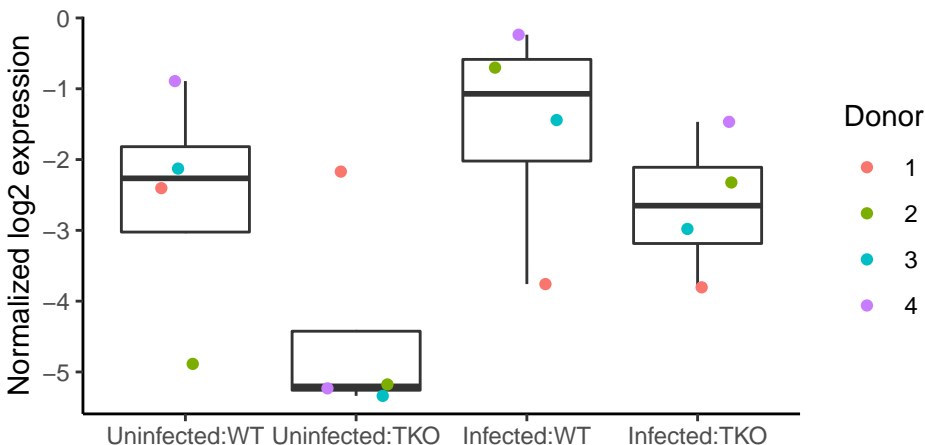 Normalized log2 expression
0
−1
−2
−3
−4
−5
Uninfected:WT
Uninfected:TKO
Infected:WT
Infected:TKO
Donor
1
2
3
4